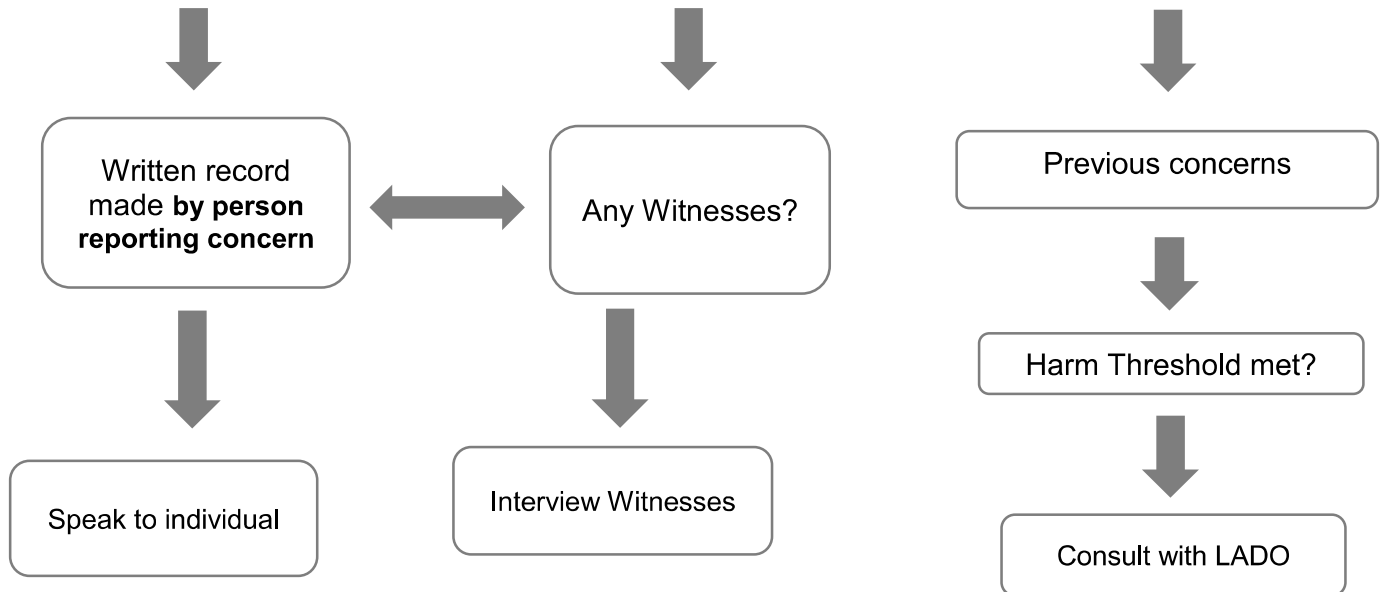 Written record
made by person
reporting concern
Any Witnesses?
Previous concerns
Harm Threshold met?
Speak to individual
Interview Witnesses
Consult with LADO